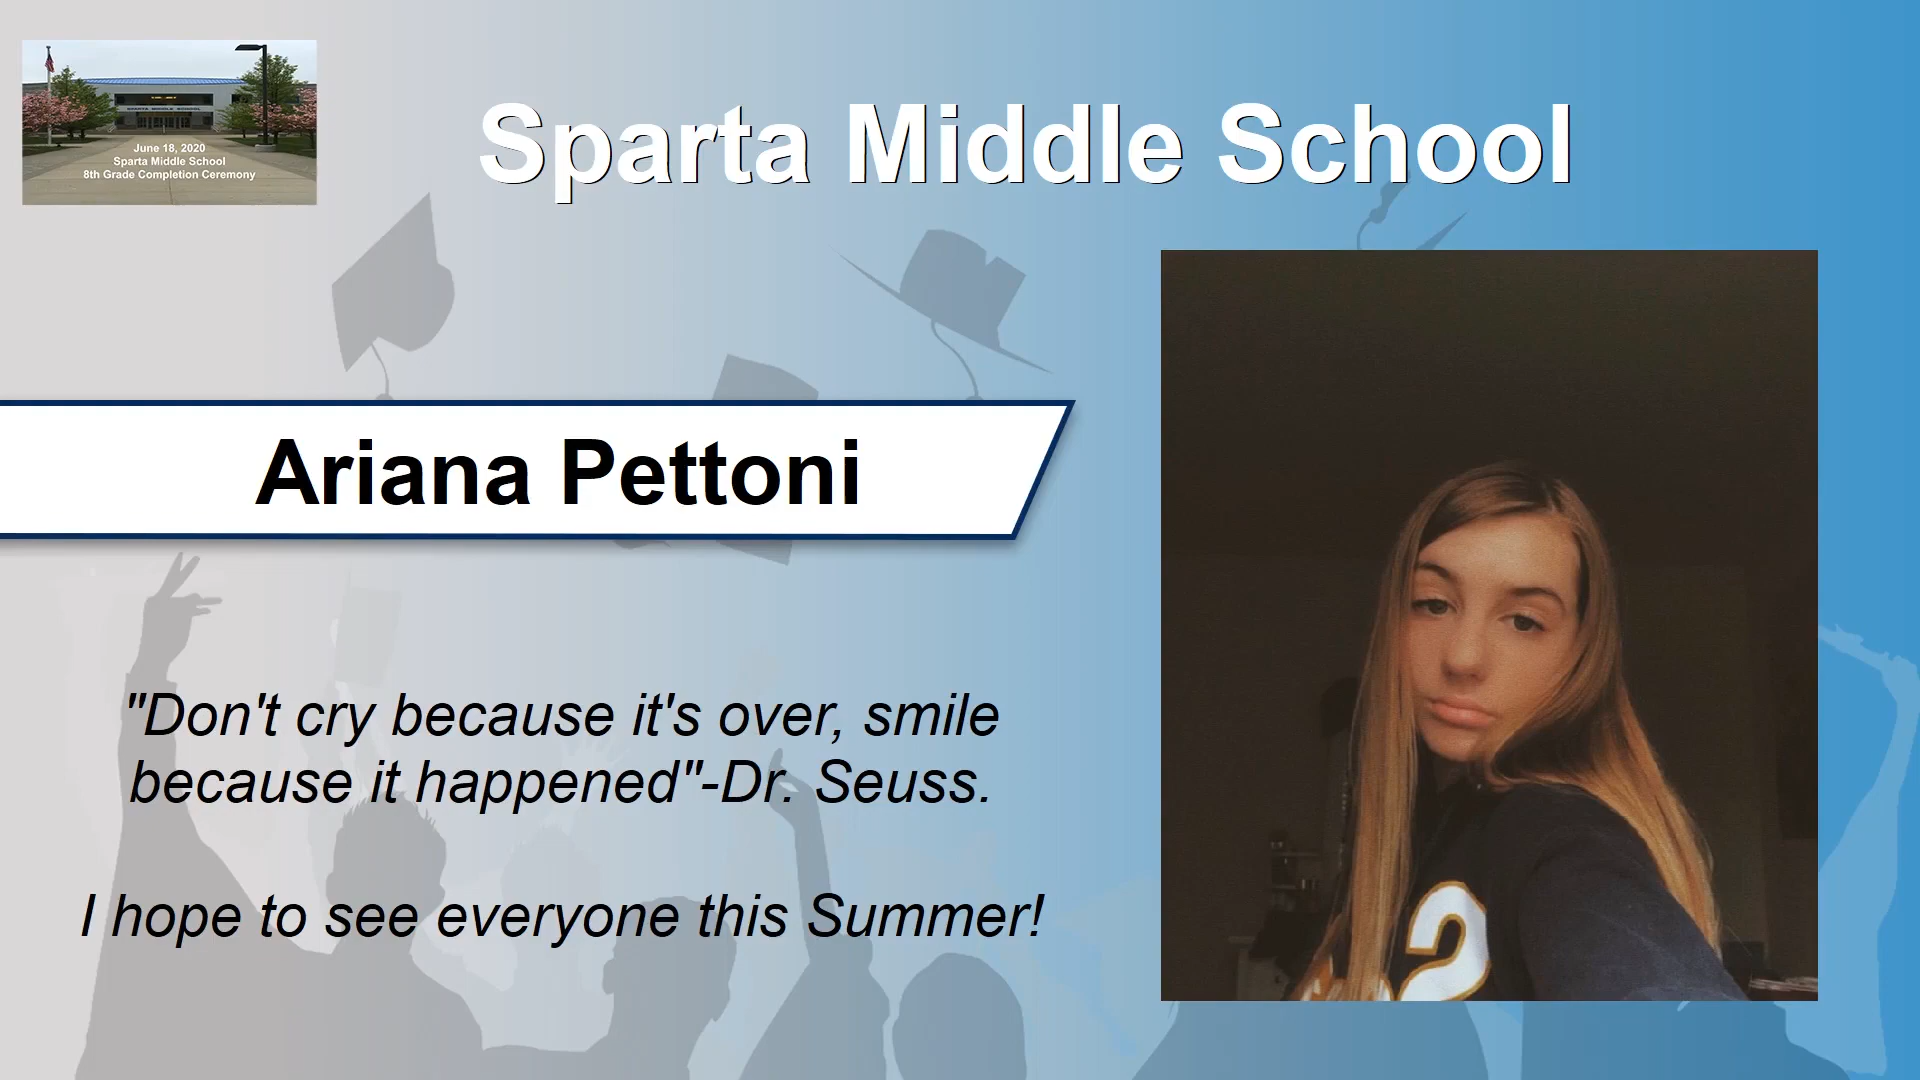 June 18, 2020
Sparta Middle School
8th Grade Completion Ceremony
Sparta Middle School
Ariana Pettoni
"Don't cry because it's over, smile
because it happened"-Dr. Seuss.
I hope to see everyone this Summer!
2